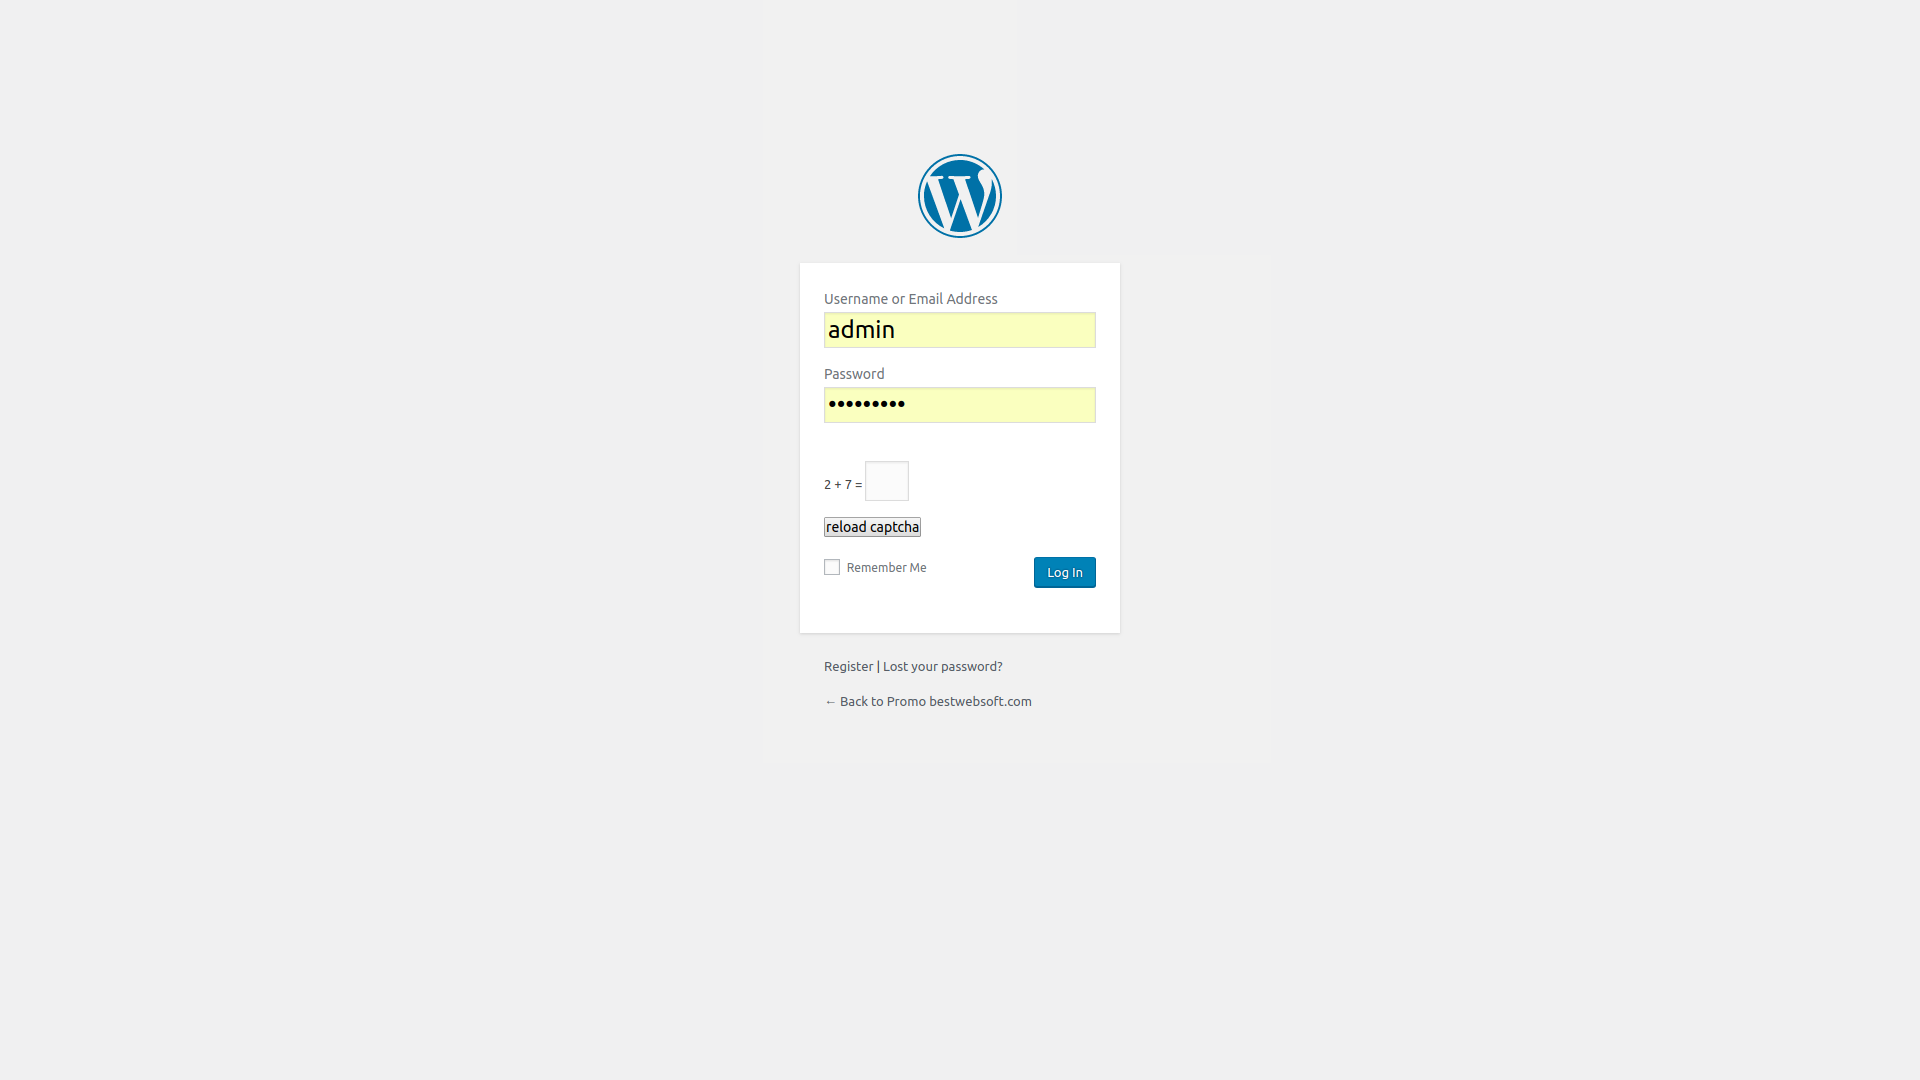 Username or Email Address
admin
Password
•••••••••
2 + 7 =
reload captcha
Remember Me
Log In
Register | Lost your password?
← Back to Promo bestwebsoft.com